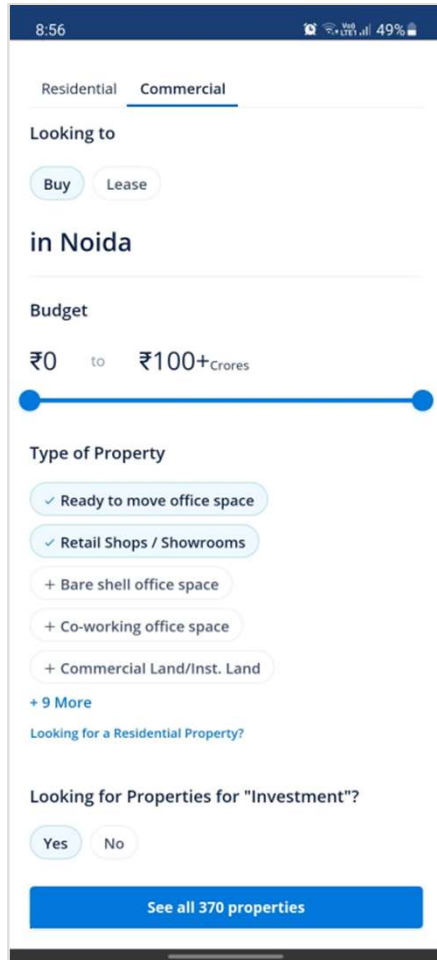 8:56 Vo)) LTE1 49%
Residential Commercial
Looking to
Buy Lease
in Noida
Budget
₹0 to ₹100+Crores
Type of Property
✓ Ready to move office space
✓ Retail Shops / Showrooms
+ Bare shell office space
+ Co-working office space
+ Commercial Land/Inst. Land
+ 9 More
Looking for a Residential Property?
Looking for Properties for "Investment"?
Yes No
See all 370 properties